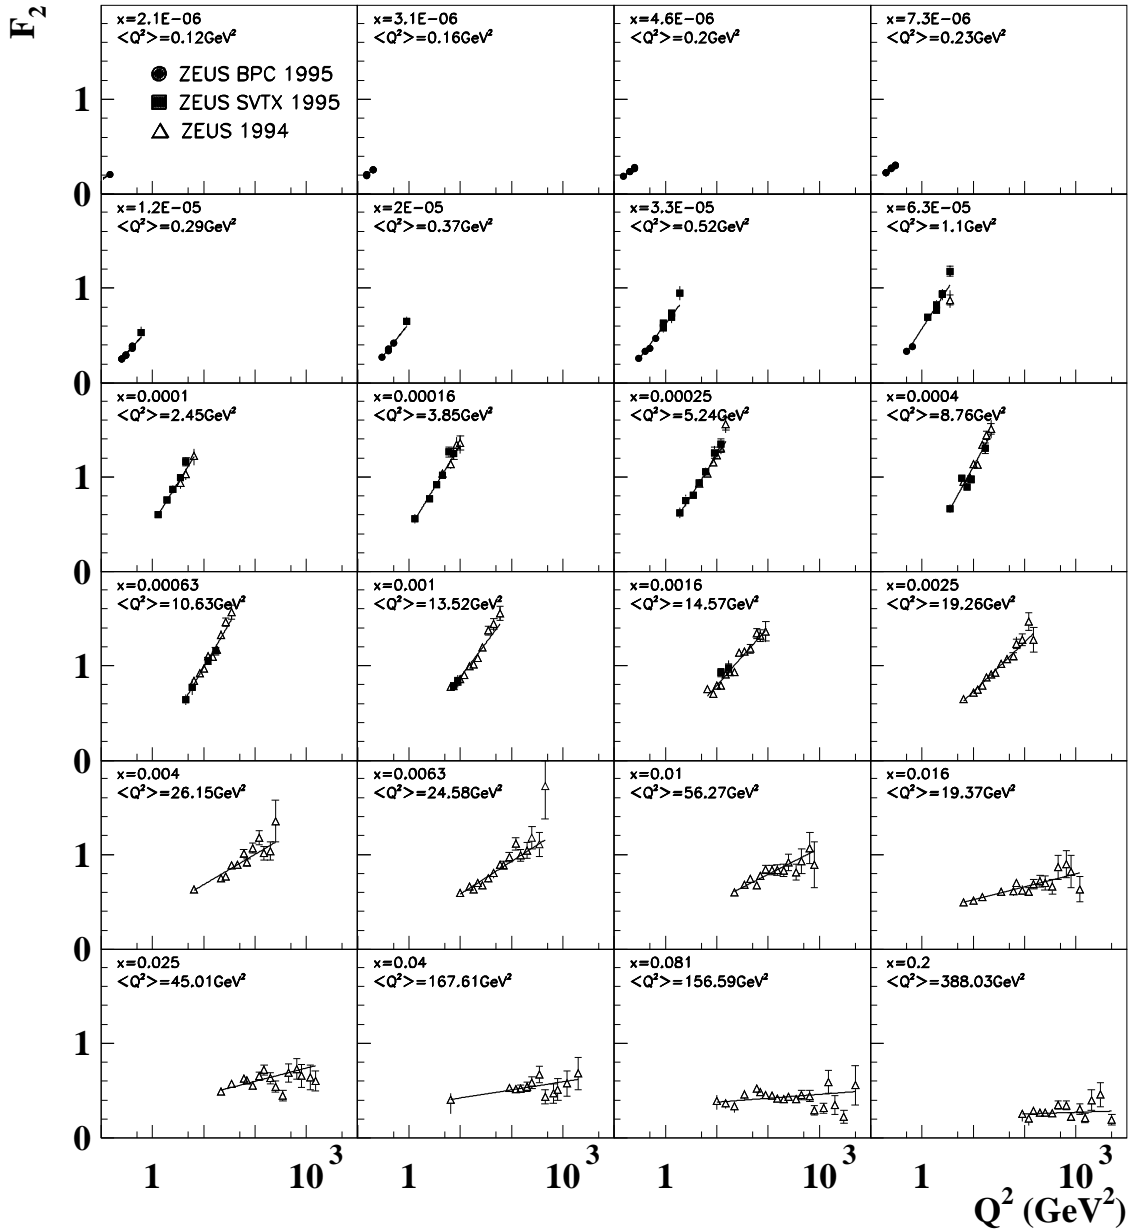 F₂
x=2.1E−06
<Q²>=0.12GeV²
ZEUS BPC 1995
ZEUS SVTX 1995
ZEUS 1994
x=3.1E−06
<Q²>=0.16GeV²
x=4.6E−06
<Q²>=0.2GeV²
x=7.3E−06
<Q²>=0.23GeV²
1
0
x=1.2E−05
<Q²>=0.29GeV²
x=2E−05
<Q²>=0.37GeV²
x=3.3E−05
<Q²>=0.52GeV²
x=6.3E−05
<Q²>=1.1GeV²
1
0
x=0.0001
<Q²>=2.45GeV²
x=0.00016
<Q²>=3.85GeV²
x=0.00025
<Q²>=5.24GeV²
x=0.0004
<Q²>=8.76GeV²
1
0
x=0.00063
<Q²>=10.63GeV²
x=0.001
<Q²>=13.52GeV²
x=0.0016
<Q²>=14.57GeV²
x=0.0025
<Q²>=19.26GeV²
1
0
x=0.004
<Q²>=26.15GeV²
x=0.0063
<Q²>=24.58GeV²
x=0.01
<Q²>=56.27GeV²
x=0.016
<Q²>=19.37GeV²
1
0
x=0.025
<Q²>=45.01GeV²
x=0.04
<Q²>=167.61GeV²
x=0.081
<Q²>=156.59GeV²
x=0.2
<Q²>=388.03GeV²
1
0
1 10³ 1 10³ 1 10³ 1 10³
Q² (GeV²)